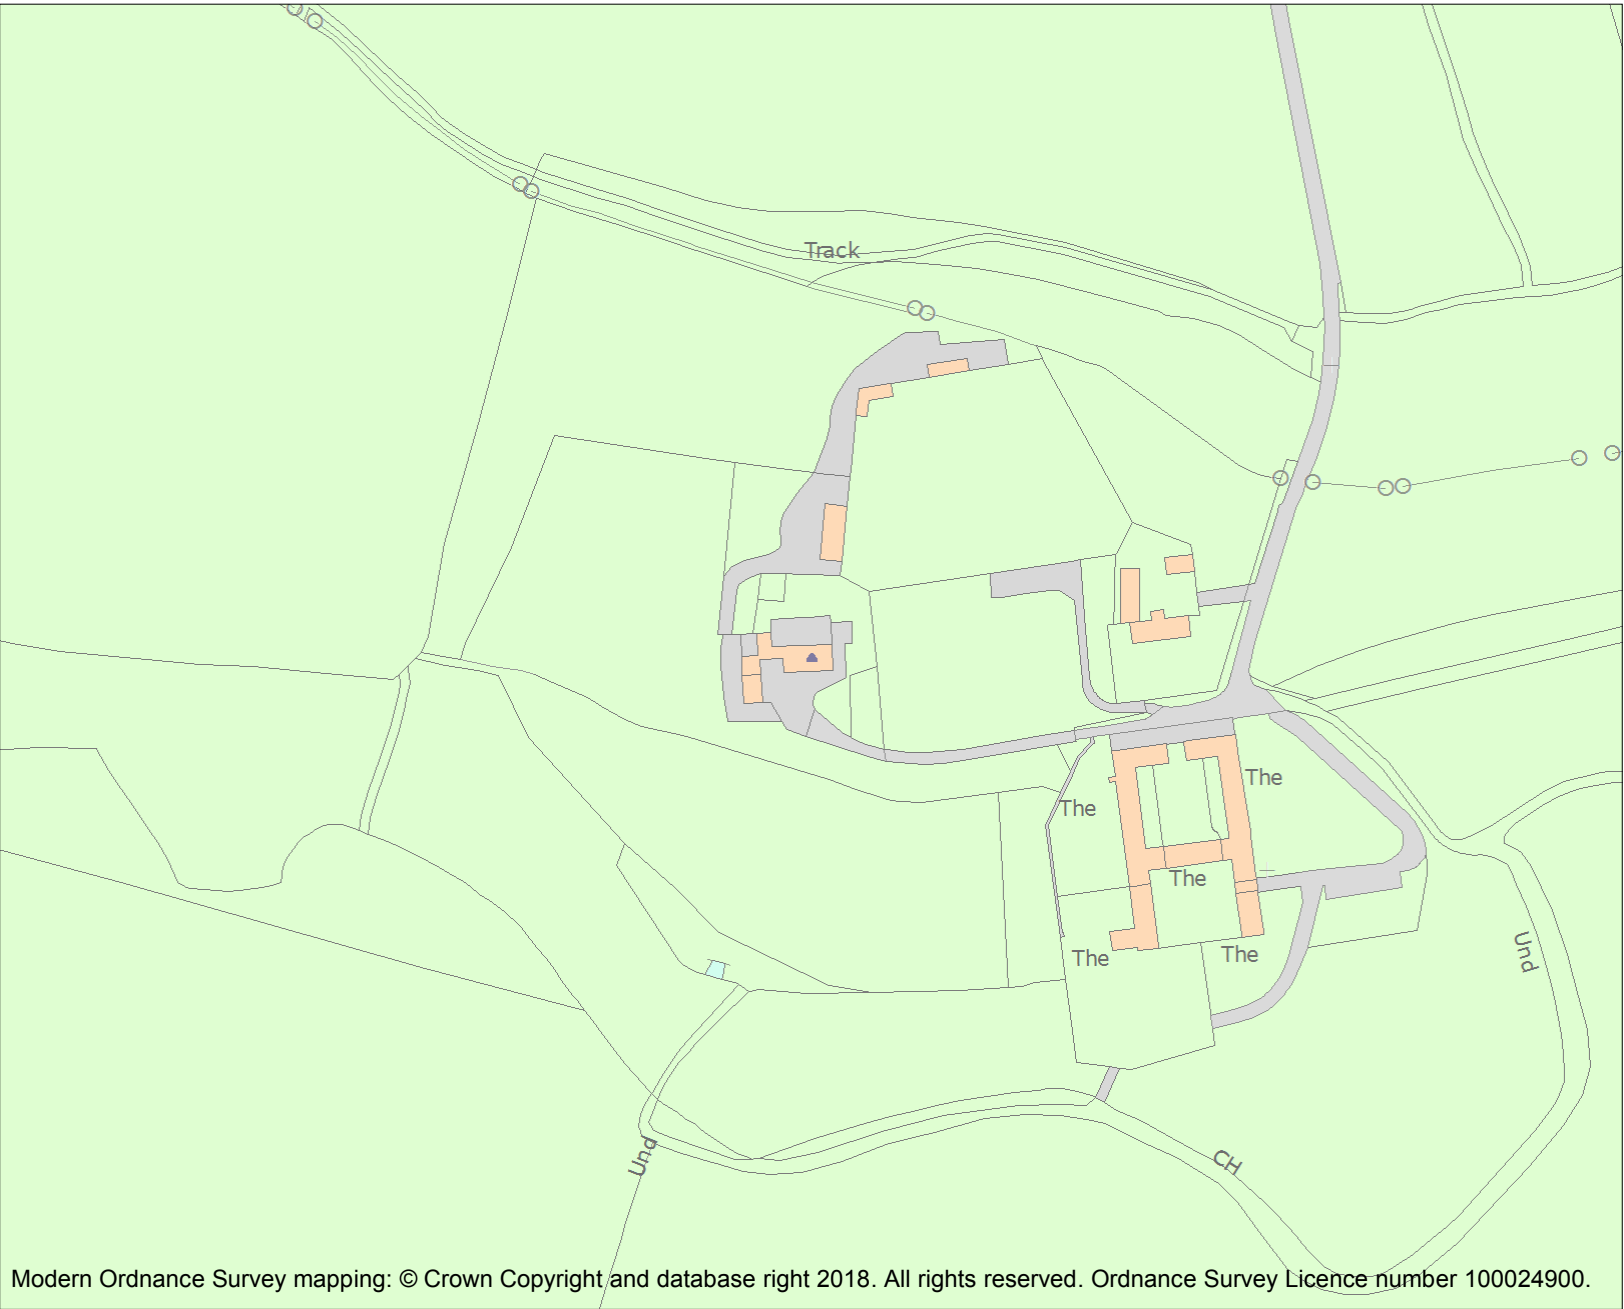 Track
The
The
The
Und
The
The
Und
CH
Modern Ordnance Survey mapping: © Crown Copyright and database right 2018. All rights reserved. Ordnance Survey Licence number 100024900.